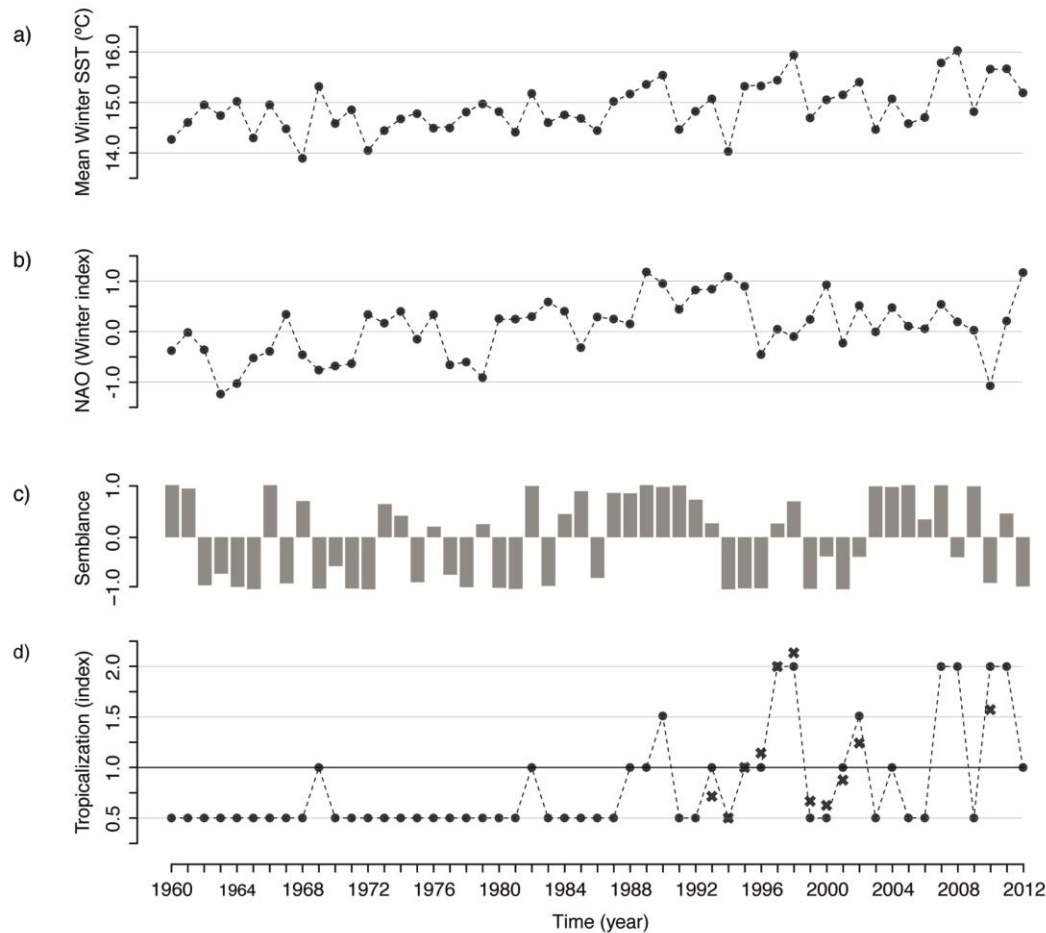 a)
Mean Winter SST (ºC)
16.0
15.0
14.0
b)
NAO (Winter index)
1.0
0.0
-1.0
c)
Semblance
1.0
0.0
−1.0
d)
Tropicalization (index)
2.0
1.5
1.0
0.5
1960 1964 1968 1972 1976 1980 1984 1988 1992 1996 2000 2004 2008 2012
Time (year)